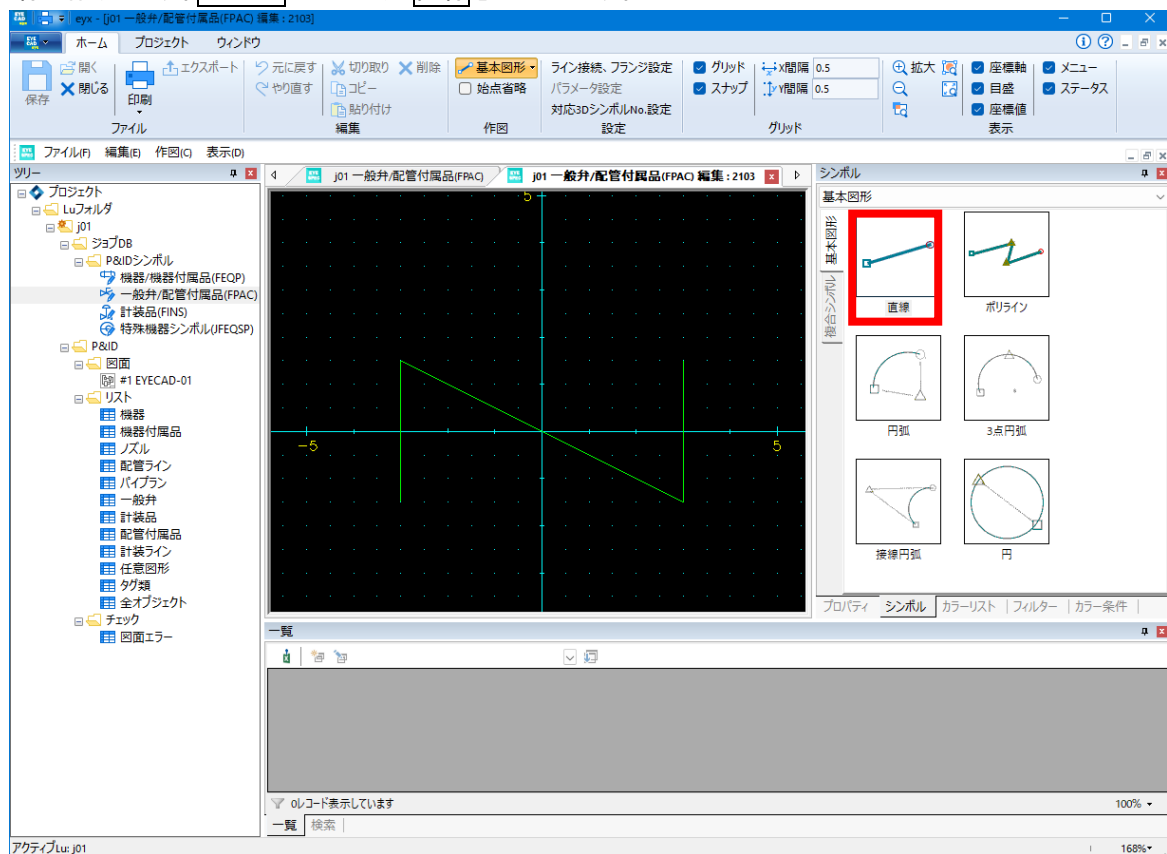 eyx - [j01 一般弁/配管付属品(FPAC) 編集 : 2103]
ホーム プロジェクト ウィンドウ
保存
開く
閉じる
印刷
エクスポート
ファイル
元に戻す
やり直す
切り取り
コピー
貼り付け
削除
編集
基本図形
始点省略
作図
ライン接続、フランジ設定
パラメータ設定
対応3DシンボルNo.設定
設定
グリッド
スナップ
X間隔 0.5
Y間隔 0.5
グリッド
拡大
座標軸
目盛
座標値
メニュー
ステータス
表示
ファイル(F) 編集(E) 作図(C) 表示(D)
ツリー
プロジェクト
Luフォルダ
j01
ジョブDB
P&IDシンボル
機器/機器付属品(FEQP)
一般弁/配管付属品(FPAC)
計装品(FINS)
特殊機器シンボル(JFEQSP)
P&ID
図面
#1 EYECAD-01
リスト
機器
機器付属品
ノズル
配管ライン
パイプラン
一般弁
計装品
配管付属品
計装ライン
任意図形
タグ類
全オブジェクト
チェック
図面エラー
j01 一般弁/配管付属品(FPAC)
j01 一般弁/配管付属品(FPAC) 編集 : 2103
5
-5
5
シンボル
基本図形
基本図形
複合シンボル
直線
ポリライン
円弧
3点円弧
接線円弧
円
プロパティ シンボル カラーリスト フィルター カラー条件
一覧
0レコード表示しています
100%
一覧 検索
アクティブLu: j01
168%